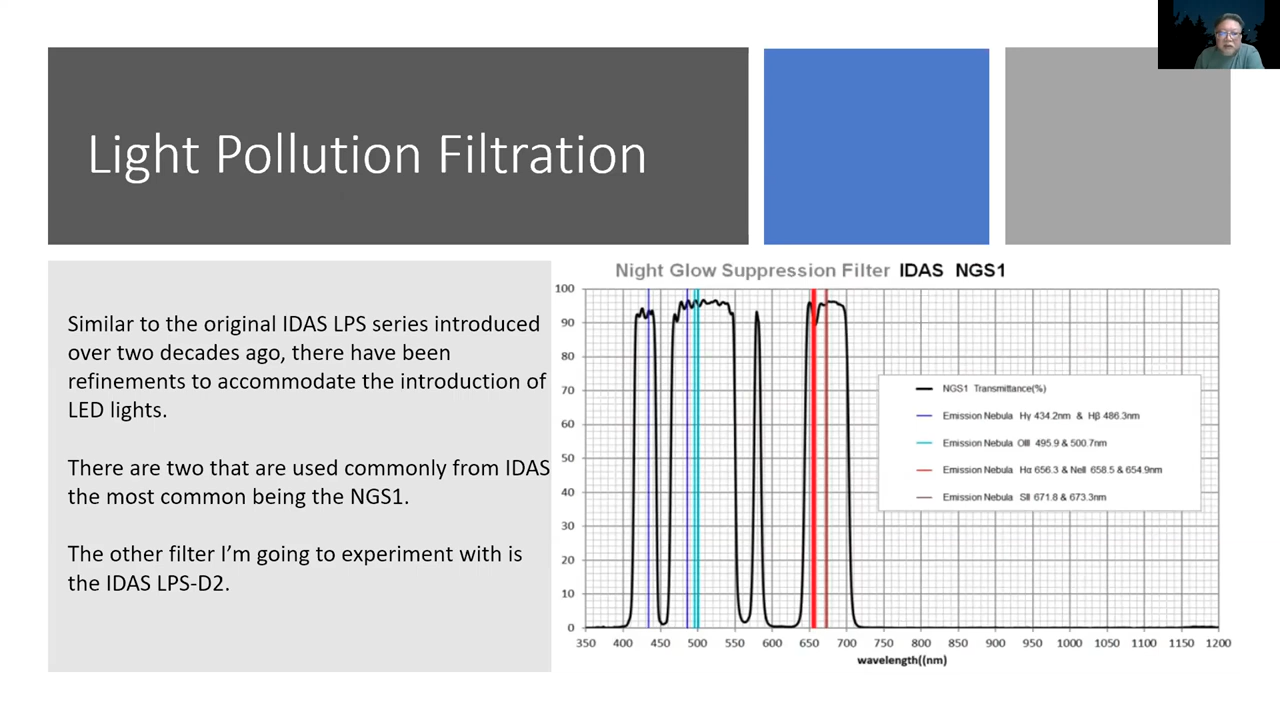 Light Pollution Filtration
Similar to the original IDAS LPS series introduced
over two decades ago, there have been
refinements to accommodate the introduction of
LED lights.
There are two that are used commonly from IDAS
the most common being the NGS1.
The other filter I'm going to experiment with is
the IDAS LPS-D2.
Night Glow Suppression Filter IDAS NGS1
100
90
80
70
60
50
40
30
20
10
0
350 400 450 500 550 600 650 700 750 800 850 900 950 1000 1050 1100 1150 1200
wavelength((nm)
NGS1 Transmittance(%)
Emission Nebula Hγ 434.2nm & Hβ 486.3nm
Emission Nebula OIII 495.9 & 500.7nm
Emission Nebula Hα 656.3 & NeII 658.5 & 654.9nm
Emission Nebula SII 671.8 & 673.3nm